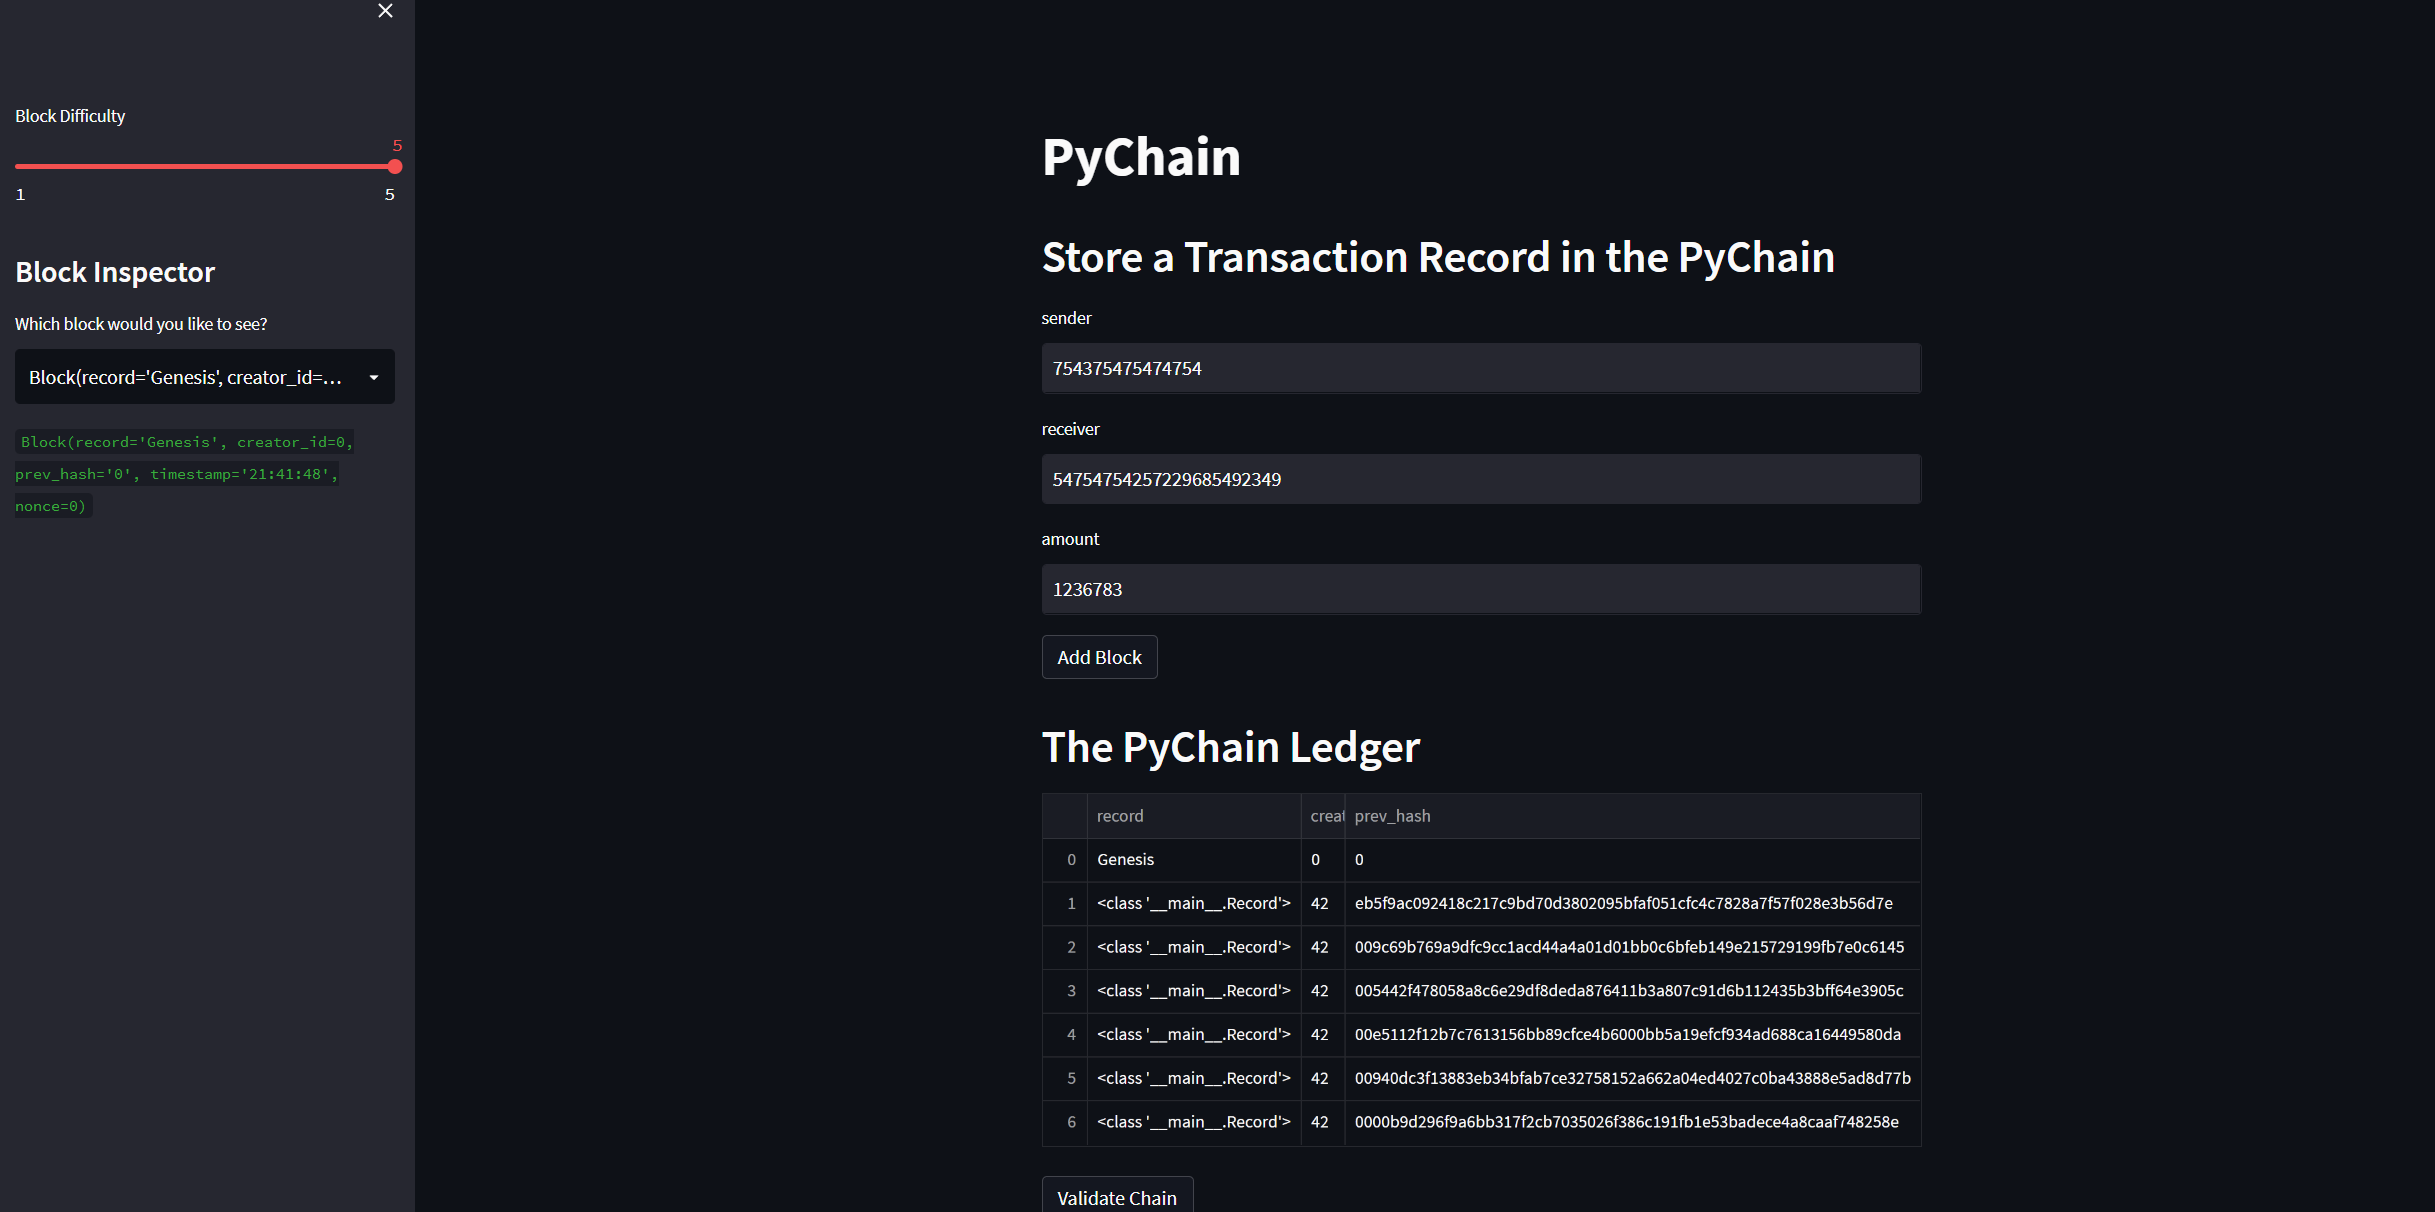 Block Difficulty
5
1 5
Block Inspector
Which block would you like to see?
Block(record='Genesis', creator_id=...
Block(record='Genesis', creator_id=0,
prev_hash='0', timestamp='21:41:48',
nonce=0)
PyChain
Store a Transaction Record in the PyChain
sender
754375475474754
receiver
54754754257229685492349
amount
1236783
Add Block
The PyChain Ledger
record creat prev_hash
0 Genesis 0 0
1 <class '__main__.Record'> 42 eb5f9ac092418c217c9bd70d3802095bfaf051cfc4c7828a7f57f028e3b56d7e
2 <class '__main__.Record'> 42 009c69b769a9dfc9cc1acd44a4a01d01bb0c6bfeb149e215729199fb7e0c6145
3 <class '__main__.Record'> 42 005442f478058a8c6e29df8deda876411b3a807c91d6b112435b3bff64e3905c
4 <class '__main__.Record'> 42 00e5112f12b7c7613156bb89cfce4b6000bb5a19efcf934ad688ca16449580da
5 <class '__main__.Record'> 42 00940dc3f13883eb34bfab7ce32758152a662a04ed4027c0ba43888e5ad8d77b
6 <class '__main__.Record'> 42 0000b9d296f9a6bb317f2cb7035026f386c191fb1e53badece4a8caaf748258e
Validate Chain